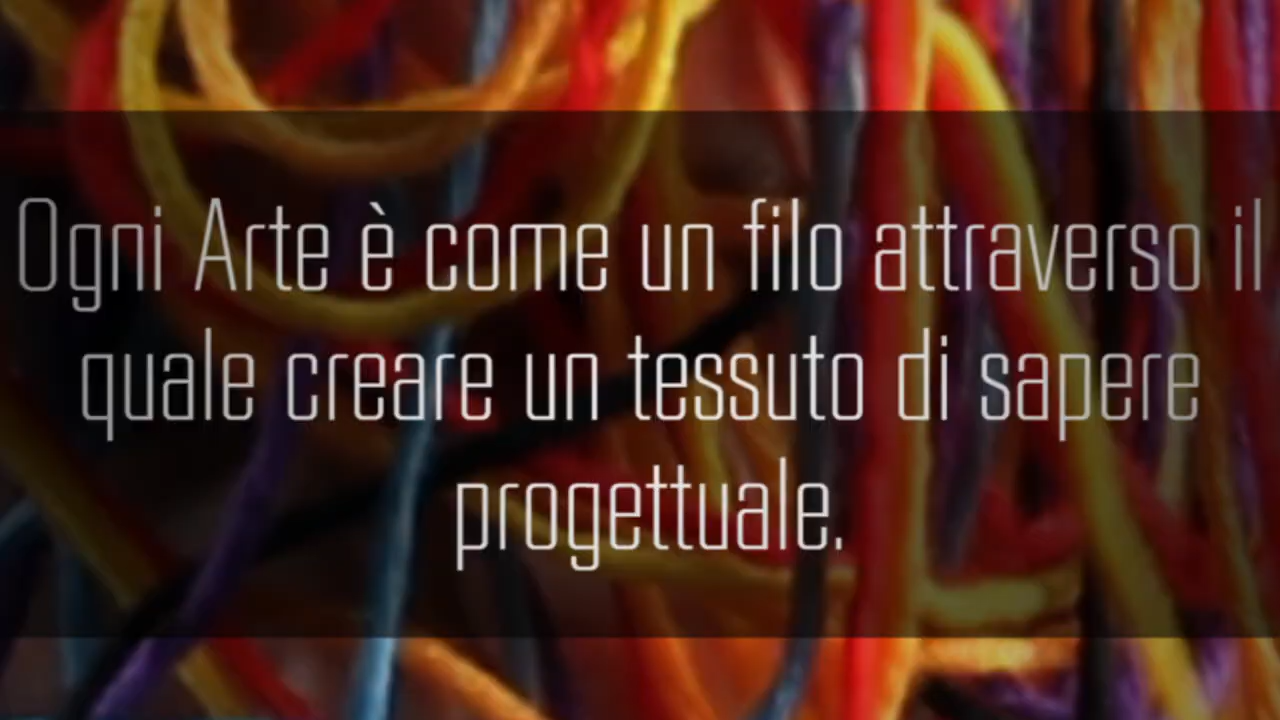 Ogni Arte è come un filo attraverso il
quale creare un tessuto di sapere
progettuale.